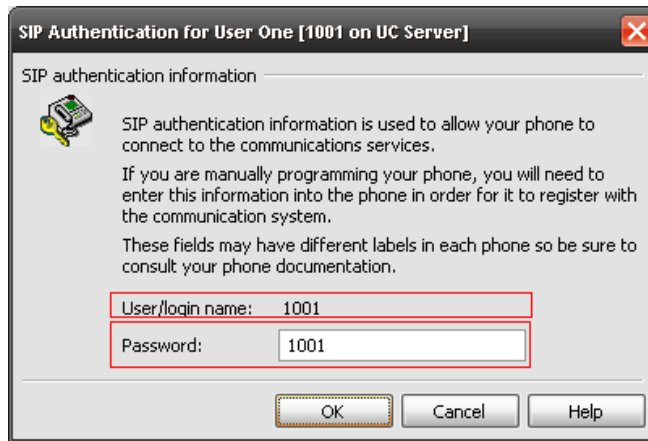 SIP Authentication for User One [1001 on UC Server]
SIP authentication information
SIP authentication information is used to allow your phone to
connect to the communications services.
If you are manually programming your phone, you will need to
enter this information into the phone in order for it to register with
the communication system.
These fields may have different labels in each phone so be sure to
consult your phone documentation.
User/login name: 1001
Password: 1001
OK Cancel Help